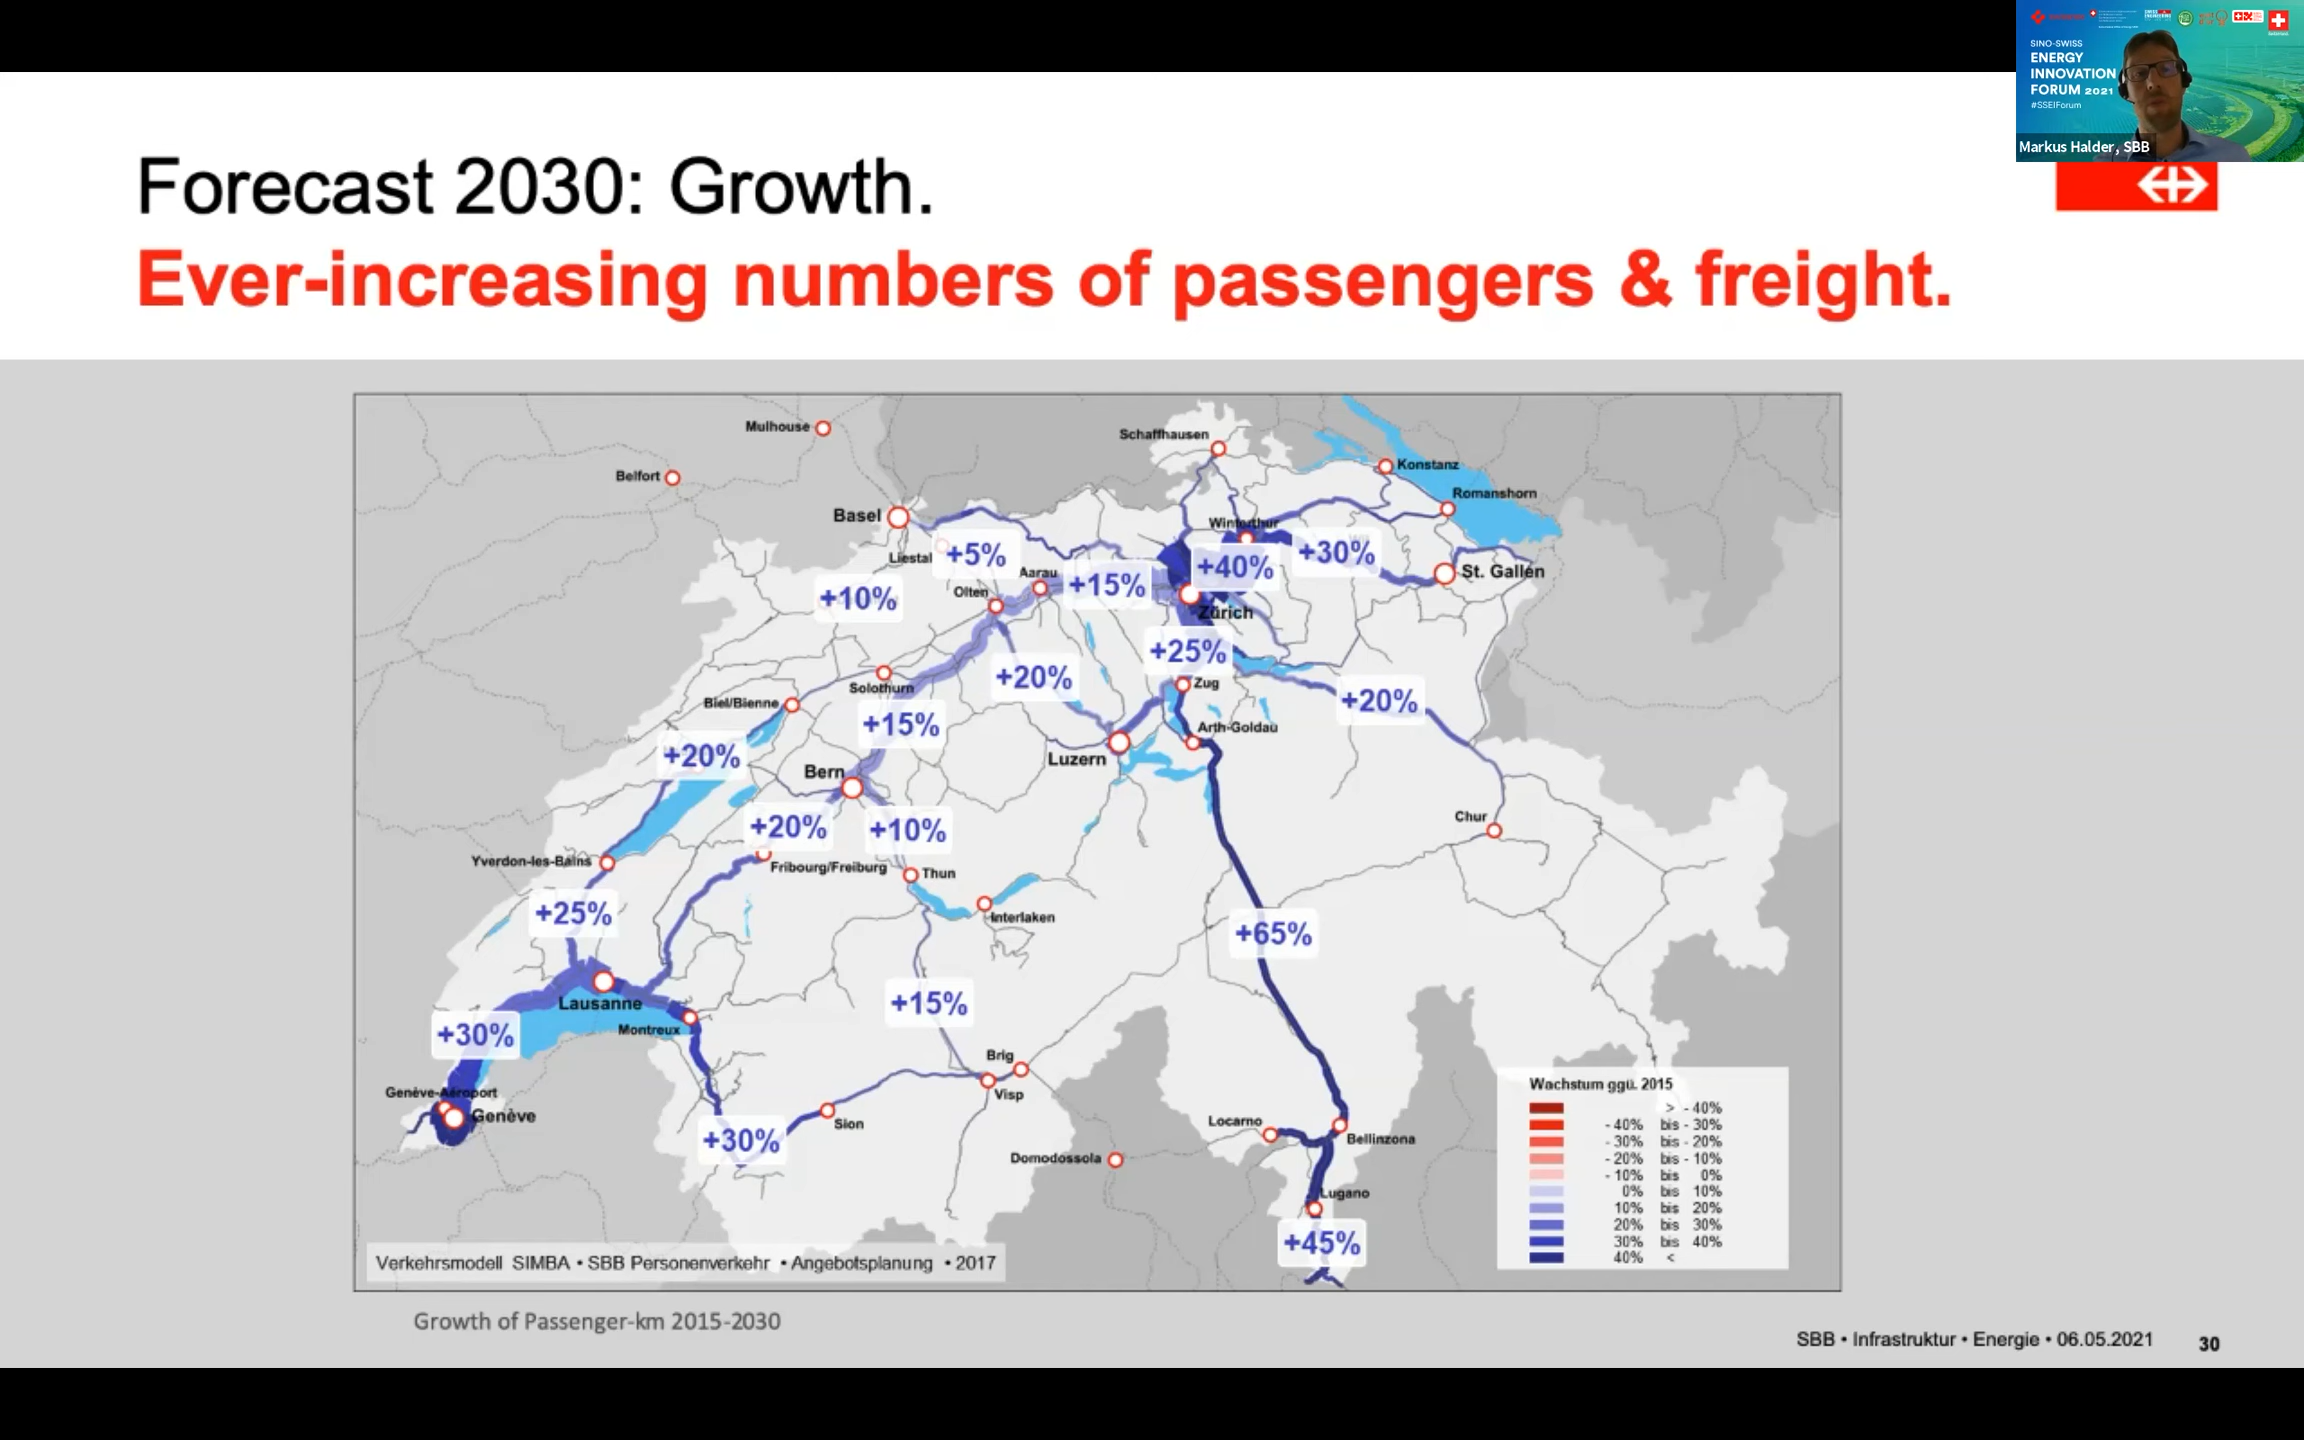 SINO-SWISS
ENERGY
INNOVATION
FORUM 2021
#SSEIForum
Markus Halder, SBB
Forecast 2030: Growth.
Ever-increasing numbers of passengers & freight.
Mulhouse
Schaffhausen
Belfort
Konstanz
Romanshorn
Basel
Winterthur
Liestal
+5%
+40%
+30%
Aarau
+15%
St. Gallen
Olten
+10%
Zürich
+25%
+20%
Solothurn
Zug
+20%
Biel/Bienne
+15%
Arth-Goldau
+20%
Luzern
Bern
Chur
+20%
+10%
Yverdon-les-Bains
Fribourg/Freiburg
Thun
+25%
Interlaken
+65%
Lausanne
+15%
Montreux
+30%
Brig
Genève-Aéroport
Visp
Genève
Sion
Locarno
+30%
Bellinzona
Domodossola
Lugano
+45%
Wachstum ggü. 2015
> - 40%
- 40% bis - 30%
- 30% bis - 20%
- 20% bis - 10%
- 10% bis 0%
0% bis 10%
10% bis 20%
20% bis 30%
30% bis 40%
40% <
Verkehrsmodell SIMBA • SBB Personenverkehr • Angebotsplanung • 2017
Growth of Passenger-km 2015-2030
SBB • Infrastruktur • Energie • 06.05.2021 30